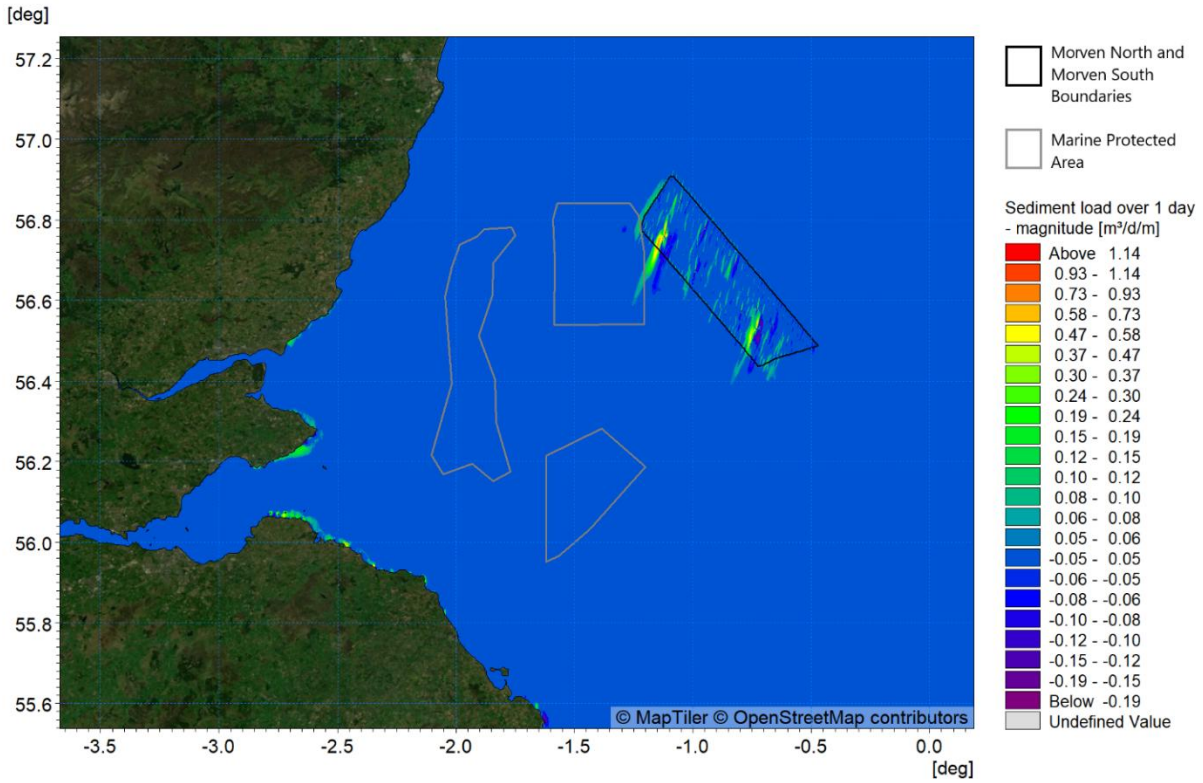 [deg]
57.2
57.0
56.8
56.6
56.4
56.2
56.0
55.8
55.6
-3.5 -3.0 -2.5 -2.0 -1.5 -1.0 -0.5 0.0
[deg]
© MapTiler © OpenStreetMap contributors
Morven North and
Morven South
Boundaries
Marine Protected
Area
Sediment load over 1 day
- magnitude [m³/d/m]
Above 1.14
0.93 - 1.14
0.73 - 0.93
0.58 - 0.73
0.47 - 0.58
0.37 - 0.47
0.30 - 0.37
0.24 - 0.30
0.19 - 0.24
0.15 - 0.19
0.12 - 0.15
0.10 - 0.12
0.08 - 0.10
0.06 - 0.08
0.05 - 0.06
-0.05 - 0.05
-0.06 - -0.05
-0.08 - -0.06
-0.10 - -0.08
-0.12 - -0.10
-0.15 - -0.12
-0.19 - -0.15
Below -0.19
Undefined Value